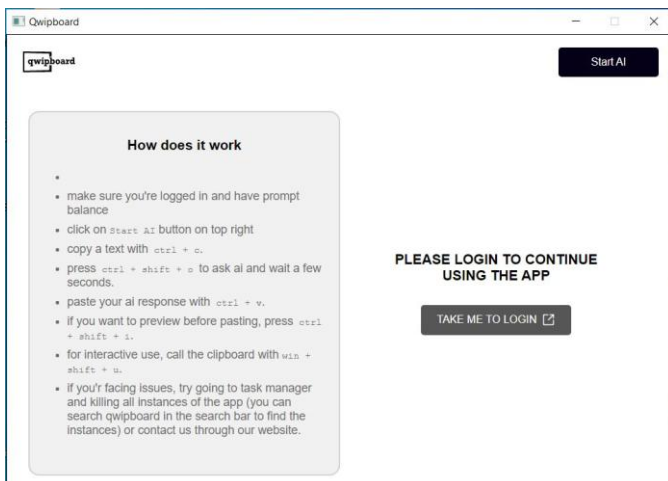 Qwipboard
qwipboard
Start AI
How does it work
make sure you're logged in and have prompt
balance
click on Start AI button on top right
copy a text with ctrl + c.
press ctrl + shift + o to ask ai and wait a few
seconds.
paste your ai response with ctrl + v.
if you want to preview before pasting, press ctrl
+ shift + i.
for interactive use, call the clipboard with win +
shift + u.
if you'r facing issues, try going to task manager
and killing all instances of the app (you can
search qwipboard in the search bar to find the
instances) or contact us through our website.
PLEASE LOGIN TO CONTINUE
USING THE APP
TAKE ME TO LOGIN